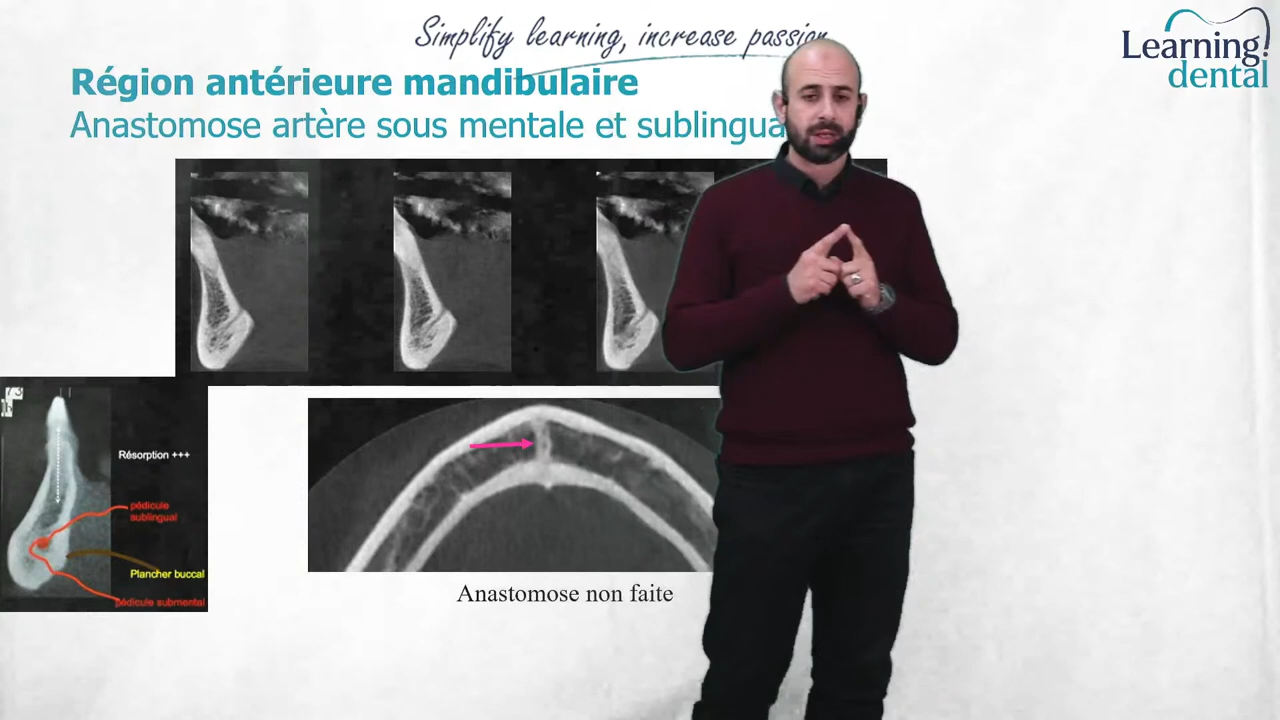 Simplify learning, increase passion
Learning!
dental
Région antérieure mandibulaire
Anastomose artère sous mentale et sublingua
Résorption +++
pédicule
sublingual
Plancher buccal
pédicule submental
Anastomose non faite